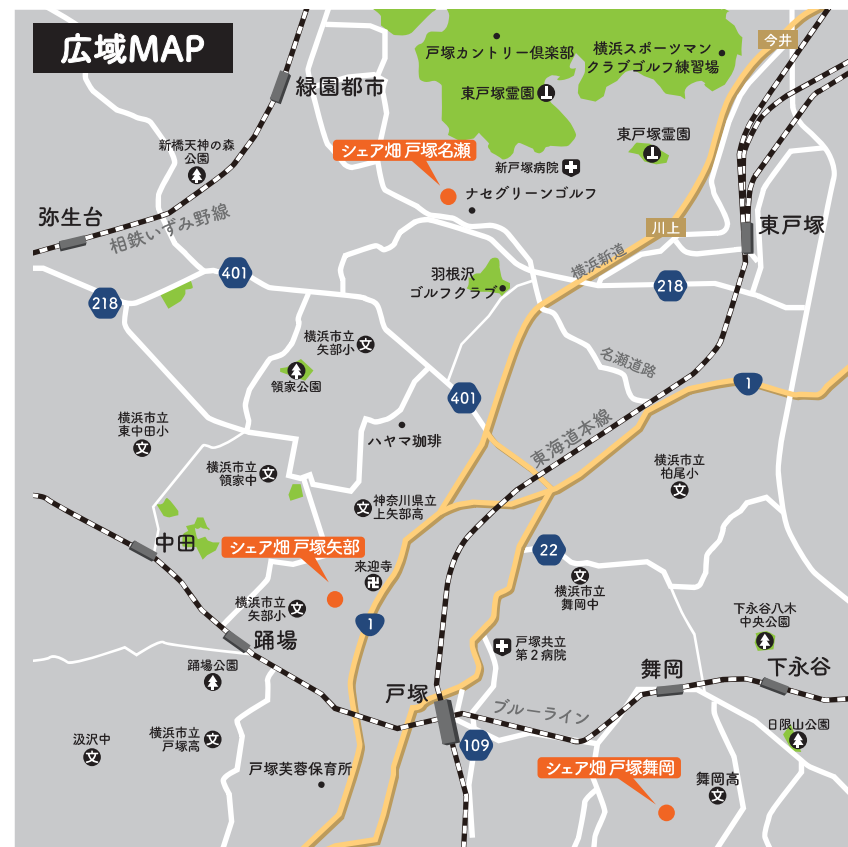 広域MAP
今井
戸塚カントリー倶楽部
横浜スポーツマン
クラブゴルフ練習場
緑園都市
東戸塚霊園
東戸塚霊園
新橋天神の森
公園
シェア畑 戸塚名瀬
新戸塚病院
ナセグリーンゴルフ
弥生台
相鉄いずみ野線
川上
東戸塚
横浜新道
羽根沢
ゴルフクラブ
401
218
218
横浜市立
矢部小
名瀬道路
領家公園
1
401
横浜市立
東中田小
ハヤマ珈琲
東海道本線
横浜市立
領家中
横浜市立
柏尾小
神奈川県立
上矢部高
中田
シェア畑 戸塚矢部
22
来迎寺
横浜市立
舞岡中
横浜市立
矢部小
下永谷八木
中央公園
1
踊場
戸塚共立
第2病院
踊場公園
戸塚
舞岡
下永谷
ブルーライン
日限山公園
汲沢中
横浜市立
戸塚高
109
戸塚芙蓉保育所
シェア畑 戸塚舞岡
舞岡高